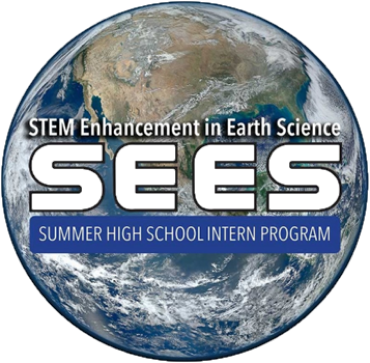 STEM Enhancement in Earth Science
SEES
SUMMER HIGH SCHOOL INTERN PROGRAM